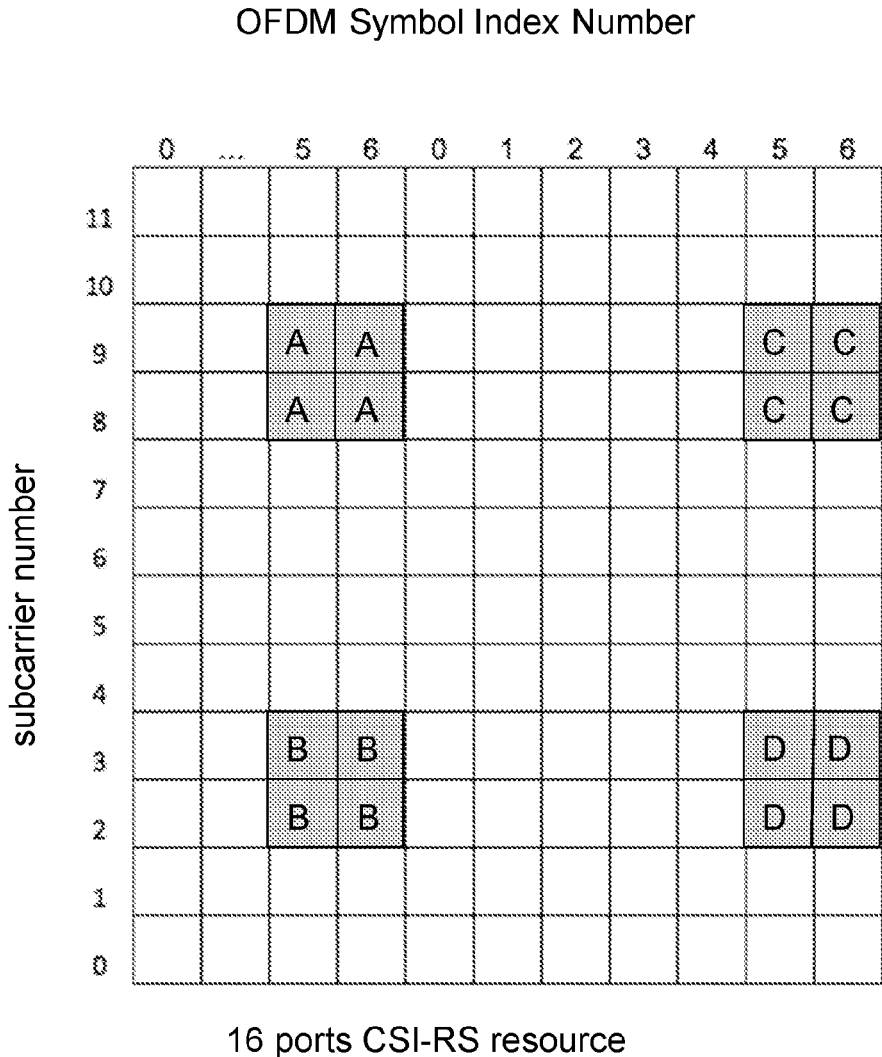 OFDM Symbol Index Number
0 ... 5 6 0 1 2 3 4 5 6
11
10
9 A A C C
8 A A C C
7
6
5
4
3 B B D D
2 B B D D
1
0
subcarrier number
16 ports CSI-RS resource